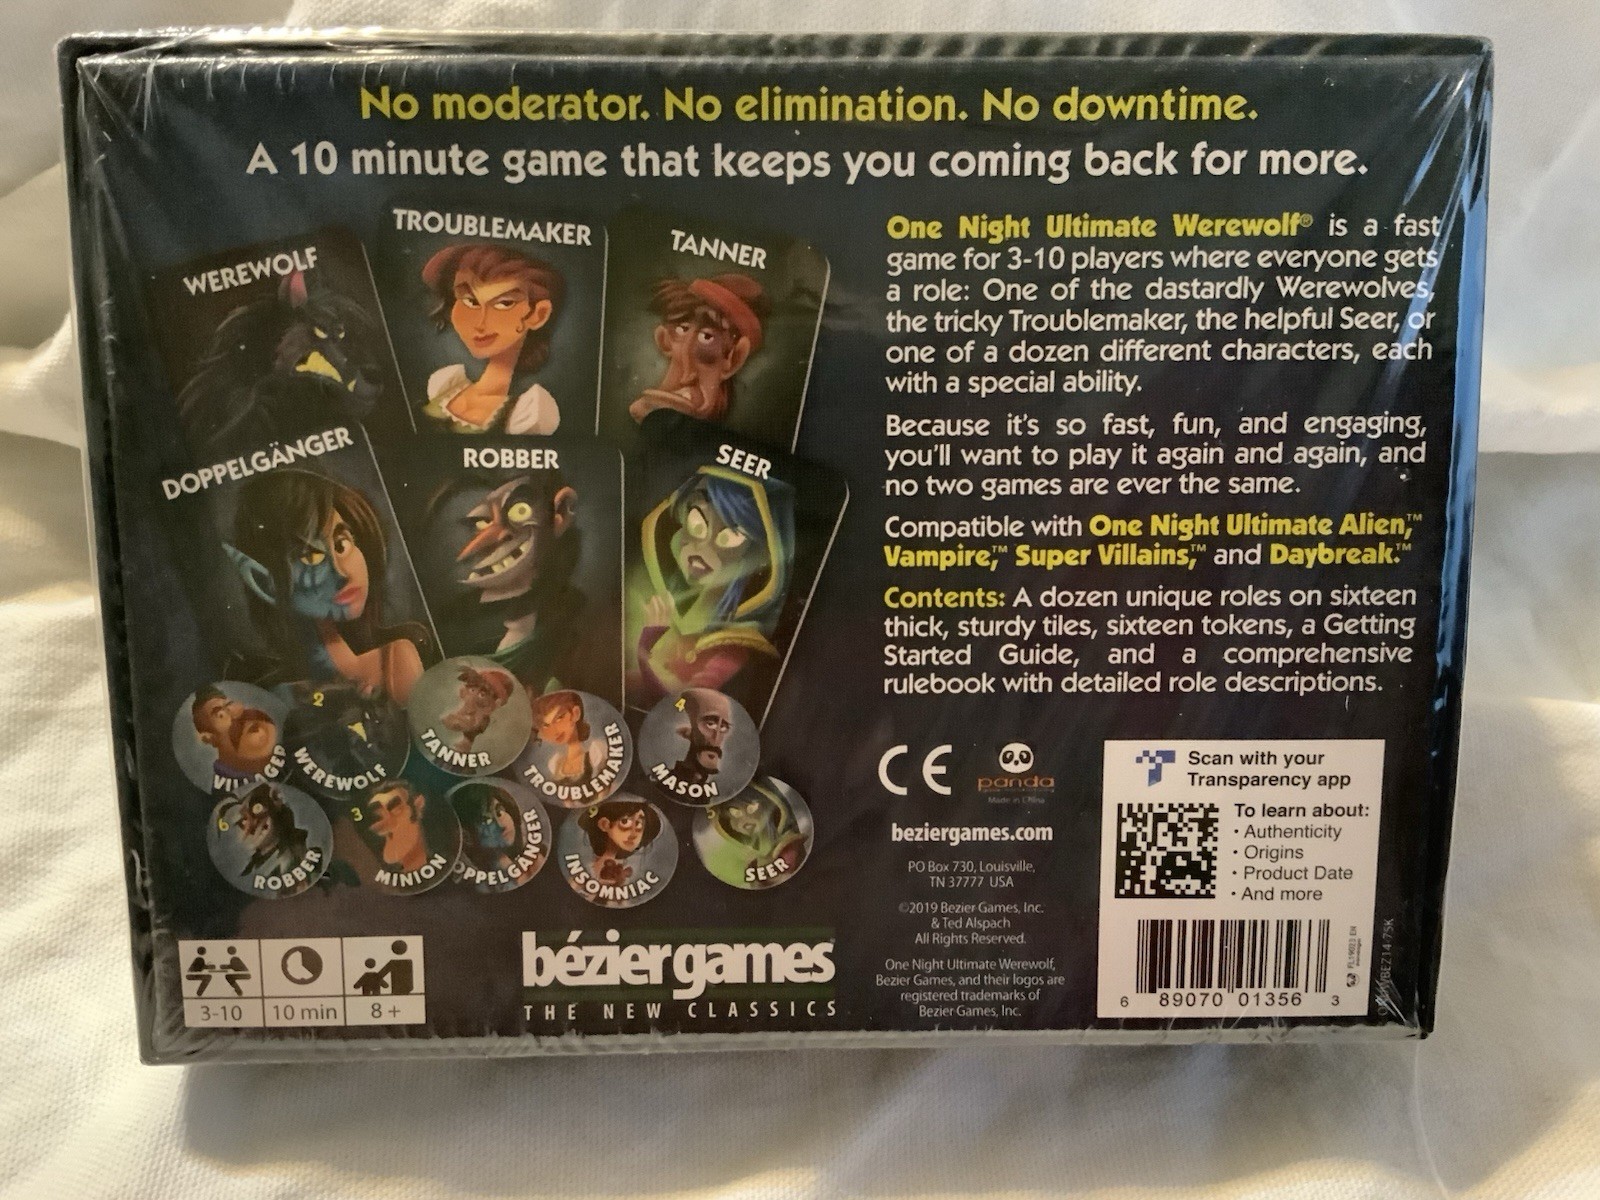 No moderator. No elimination. No downtime.
A 10 minute game that keeps you coming back for more.
WEREWOLF
TROUBLEMAKER
TANNER
DOPPELGÄNGER
ROBBER
SEER
VILLAGER
2
WEREWOLF
TANNER
TROUBLEMAKER
4
MASON
6
ROBBER
3
MINION
OPPELGÄNGER
9
INSOMNIAC
5
SEER
One Night Ultimate Werewolf® is a fast
game for 3-10 players where everyone gets
a role: One of the dastardly Werewolves,
the tricky Troublemaker, the helpful Seer, or
one of a dozen different characters, each
with a special ability.
Because it's so fast, fun, and engaging,
you'll want to play it again and again, and
no two games are ever the same.
Compatible with One Night Ultimate Alien,™
Vampire,™ Super Villains,™ and Daybreak.™
Contents: A dozen unique roles on sixteen
thick, sturdy tiles, sixteen tokens, a Getting
Started Guide, and a comprehensive
rulebook with detailed role descriptions.
CE
panda
Made in China
beziergames.com
PO Box 730, Louisville,
TN 37777 USA
©2019 Bezier Games, Inc.
& Ted Alspach
All Rights Reserved.
One Night Ultimate Werewolf,
Bezier Games, and their logos are
registered trademarks of
Bezier Games, Inc.
Scan with your
Transparency app
To learn about:
• Authenticity
• Origins
• Product Date
• And more
6 89070 01356 3
3-10
10 min
8+
béziergames
THE NEW CLASSICS